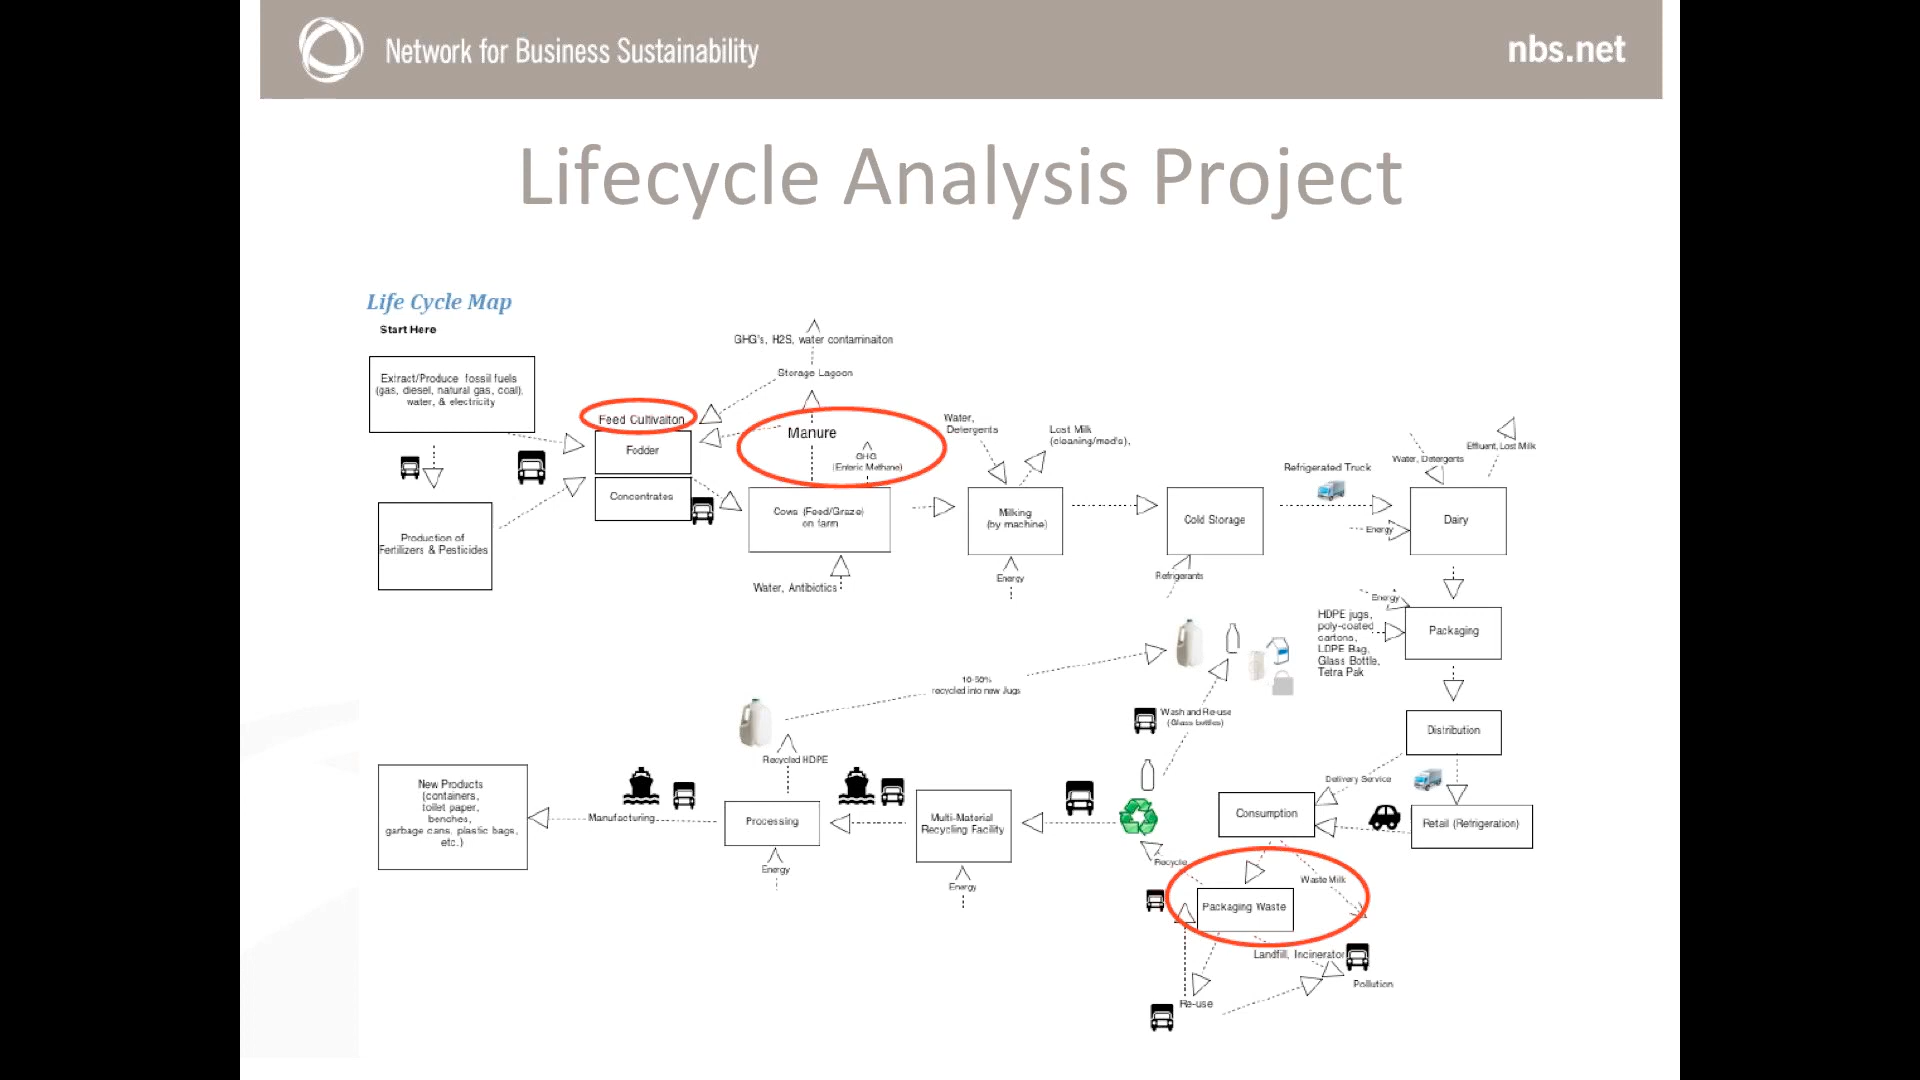 Network for Business Sustainability
nbs.net
Lifecycle Analysis Project
Life Cycle Map
Start Here
Extract/Produce fossil fuels
(gas, diesel, natural gas, coal),
water, & electricity
Production of
Fertilizers & Pesticides
Feed Cultivaiton
Fodder
Concentrates
GHG's, H2S, water contaminaiton
Storage Lagoon
Manure
GHG
(Enteric Methane)
Cows (Feed/Graze)
on farm
Water, Antibiotics
Water,
Detergents
Lost Milk
(cleaning/med's),
Milking
(by machine)
Energy
Cold Storage
Refrigerants
Refrigerated Truck
Water, Detergents
Effluent, Lost Milk
Energy
Dairy
Energy
HDPE jugs,
poly-coated
cartons,
LDPE Bag,
Glass Bottle,
Tetra Pak
Packaging
Distribution
Delivery Service
Retail (Refrigeration)
Consumption
Waste Milk
Packaging Waste
Recycle
Landfill, Incinerator
Pollution
Re-use
Wash and Re-use
(Glass bottles)
10-50%
recycled into new Jugs
Multi-Material
Recycling Facility
Energy
Recycled HDPE
Processing
Energy
Manufacturing
New Products
(containers,
toilet paper,
benches,
garbage cans, plastic bags,
etc.)